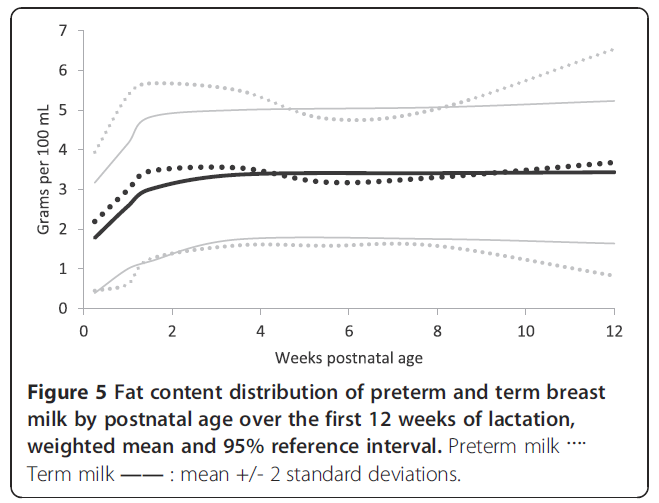 7
6
5
4
3
2
1
0
Grams per 100 mL
0 2 4 6 8 10 12
Weeks postnatal age
Figure 5 Fat content distribution of preterm and term breast
milk by postnatal age over the first 12 weeks of lactation,
weighted mean and 95% reference interval. Preterm milk ····
Term milk —— : mean +/- 2 standard deviations.